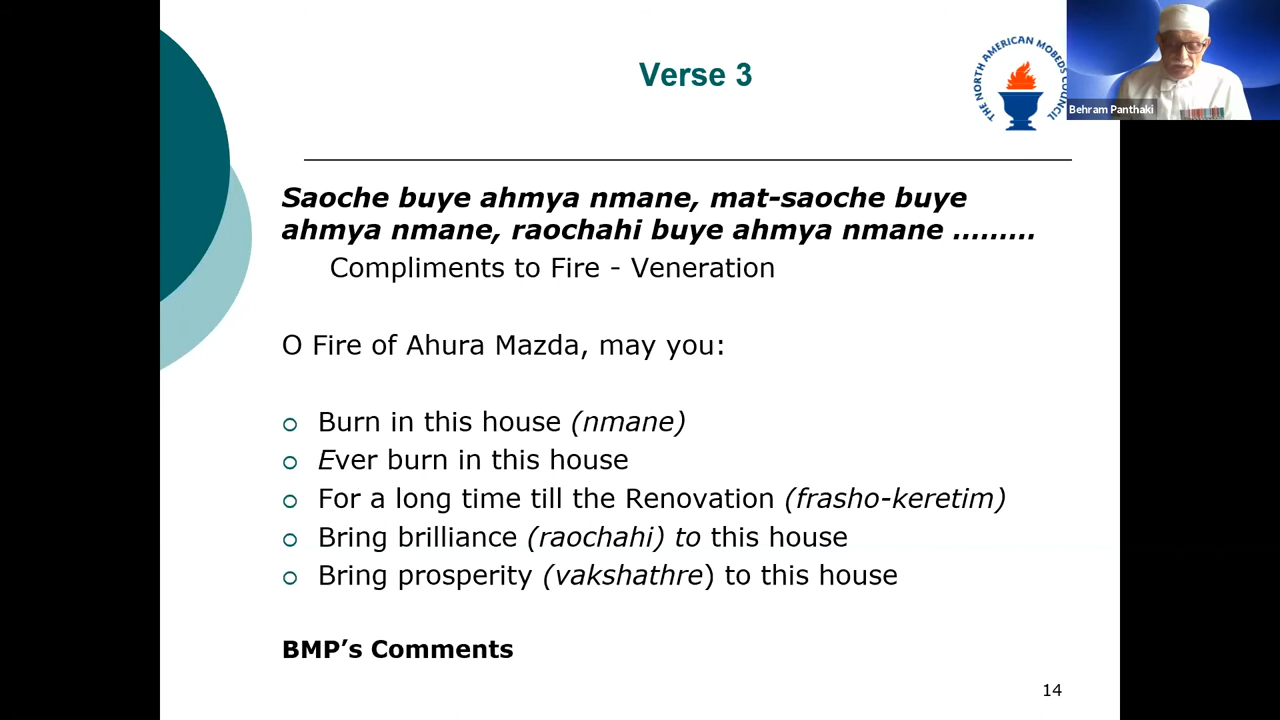 Verse 3
THE NORTH AMERICAN MOBEDS COUNCIL
Behram Panthaki
Saoche buye ahmya nmane, mat-saoche buye
ahmya nmane, raochahi buye ahmya nmane .........
Compliments to Fire - Veneration
O Fire of Ahura Mazda, may you:
Burn in this house (nmane)
Ever burn in this house
For a long time till the Renovation (frasho-keretim)
Bring brilliance (raochahi) to this house
Bring prosperity (vakshathre) to this house
BMP’s Comments
14